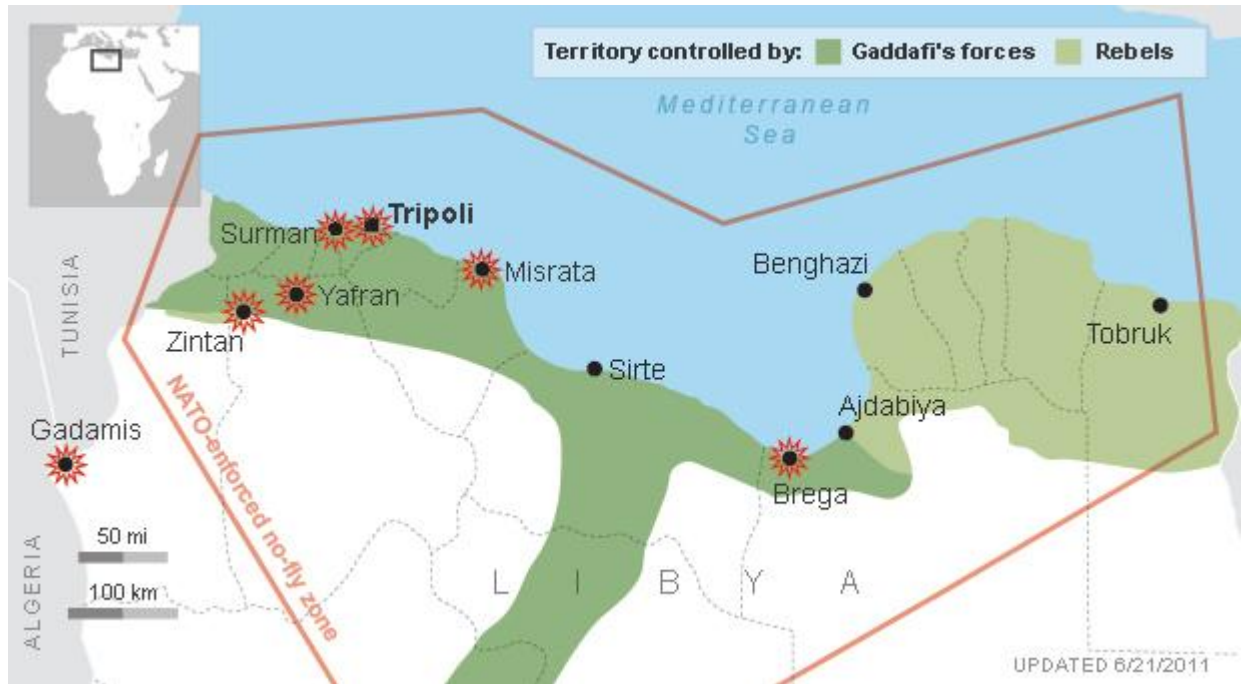 Territory controlled by: Gaddafi's forces Rebels
Mediterranean
Sea
Tripoli
Surman
Misrata
Benghazi
Yafran
TUNISIA
Zintan
Tobruk
Sirte
Ajdabiya
Gadamis
NATO-enforced no-fly zone
Brega
50 mi
100 km
ALGERIA
LIBYA
UPDATED 6/21/2011